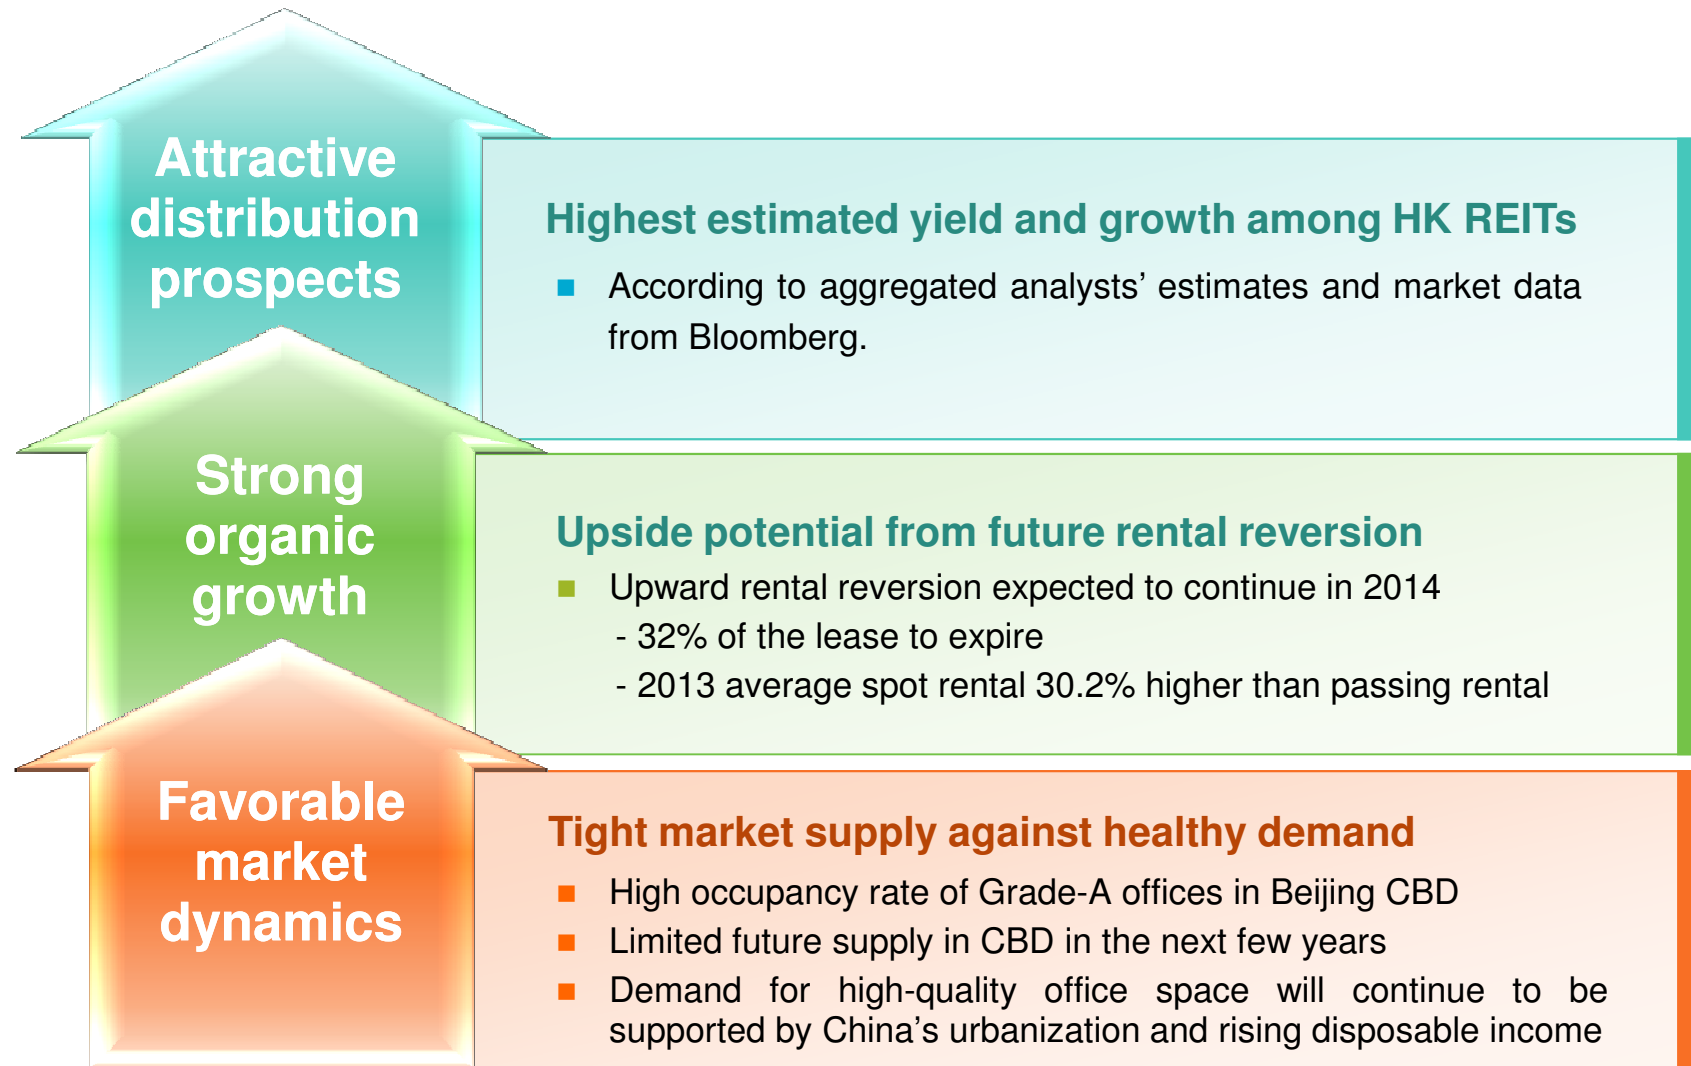 Attractive
distribution
prospects
Highest estimated yield and growth among HK REITs
■ According to aggregated analysts’ estimates and market data
from Bloomberg.
Strong
organic
growth
Upside potential from future rental reversion
■ Upward rental reversion expected to continue in 2014
- 32% of the lease to expire
- 2013 average spot rental 30.2% higher than passing rental
Favorable
market
dynamics
Tight market supply against healthy demand
■ High occupancy rate of Grade-A offices in Beijing CBD
■ Limited future supply in CBD in the next few years
■ Demand for high-quality office space will continue to be
supported by China’s urbanization and rising disposable income